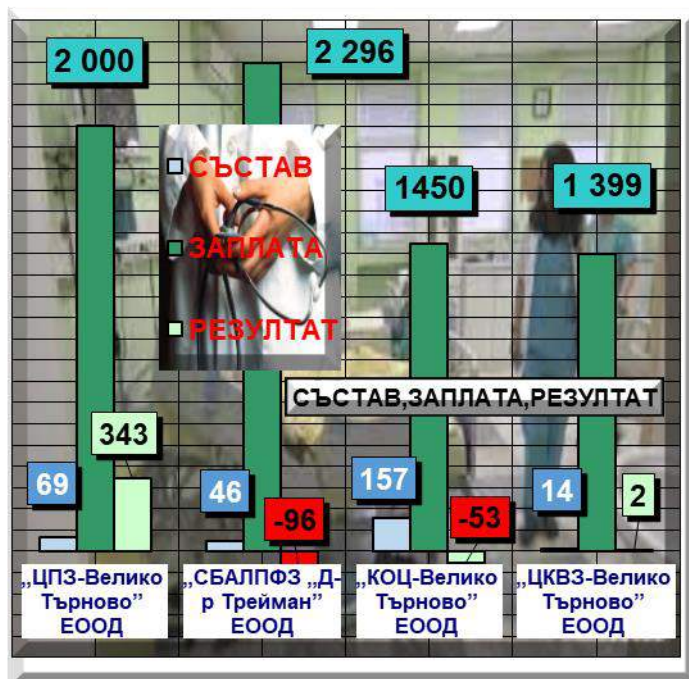 2 000
2 296
СЪСТАВ
1450
1 399
ЗАПЛАТА
РЕЗУЛТАТ
СЪСТАВ,ЗАПЛАТА,РЕЗУЛТАТ
343
69
46
-96
157
-53
14
2
„ЦПЗ-Велико
Търново”
ЕООД
„СБАЛПФЗ „Д-
р Трейман”
ЕООД
„КОЦ-Велико
Търново”
ЕООД
„ЦКВЗ-Велико
Търново”
ЕООД